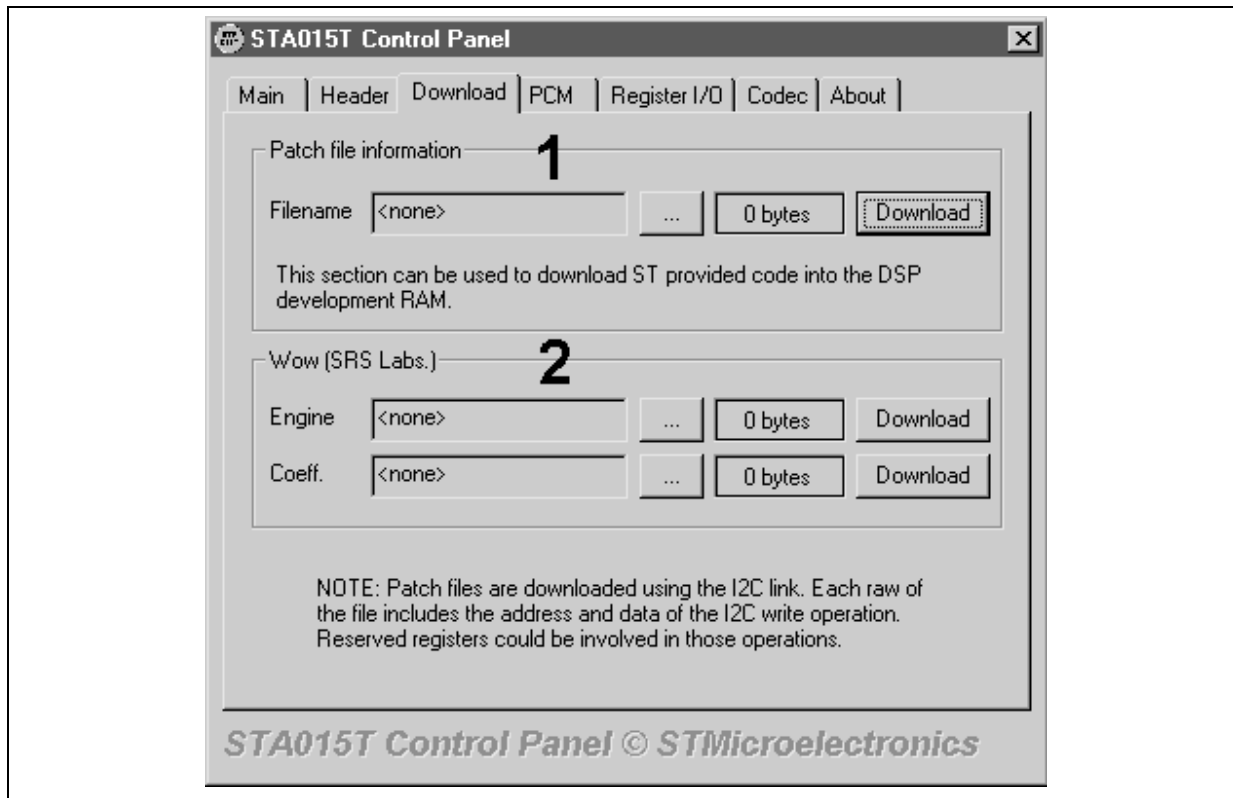 STA015T Control Panel
Main Header Download PCM Register I/O Codec About
Patch file information 1
Filename <none> ... 0 bytes Download
This section can be used to download ST provided code into the DSP
development RAM.
Wow (SRS Labs.) 2
Engine <none> ... 0 bytes Download
Coeff. <none> ... 0 bytes Download
NOTE: Patch files are downloaded using the I2C link. Each raw of
the file includes the address and data of the I2C write operation.
Reserved registers could be involved in those operations.
STA015T Control Panel © STMicroelectronics